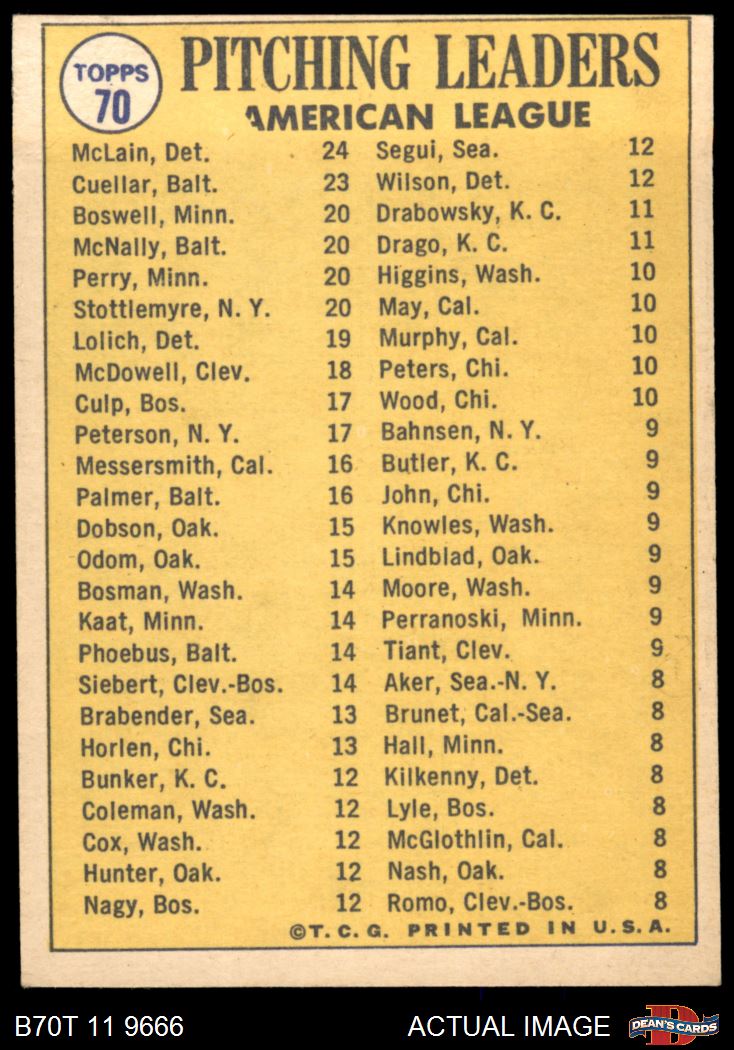 TOPPS
70
PITCHING LEADERS
AMERICAN LEAGUE
McLain, Det. 24
Cuellar, Balt. 23
Boswell, Minn. 20
McNally, Balt. 20
Perry, Minn. 20
Stottlemyre, N. Y. 20
Lolich, Det. 19
McDowell, Clev. 18
Culp, Bos. 17
Peterson, N. Y. 17
Messersmith, Cal. 16
Palmer, Balt. 16
Dobson, Oak. 15
Odom, Oak. 15
Bosman, Wash. 14
Kaat, Minn. 14
Phoebus, Balt. 14
Siebert, Clev.-Bos. 14
Brabender, Sea. 13
Horlen, Chi. 13
Bunker, K. C. 12
Coleman, Wash. 12
Cox, Wash. 12
Hunter, Oak. 12
Nagy, Bos. 12
Segui, Sea. 12
Wilson, Det. 12
Drabowsky, K. C. 11
Drago, K. C. 11
Higgins, Wash. 10
May, Cal. 10
Murphy, Cal. 10
Peters, Chi. 10
Wood, Chi. 10
Bahnsen, N. Y. 9
Butler, K. C. 9
John, Chi. 9
Knowles, Wash. 9
Lindblad, Oak. 9
Moore, Wash. 9
Perranoski, Minn. 9
Tiant, Clev. 9
Aker, Sea.-N. Y. 8
Brunet, Cal.-Sea. 8
Hall, Minn. 8
Kilkenny, Det. 8
Lyle, Bos. 8
McGlothlin, Cal. 8
Nash, Oak. 8
Romo, Clev.-Bos. 8
©T. C. G. PRINTED IN U. S. A.
B70T 11 9666
ACTUAL IMAGE
DEAN'S CARDS